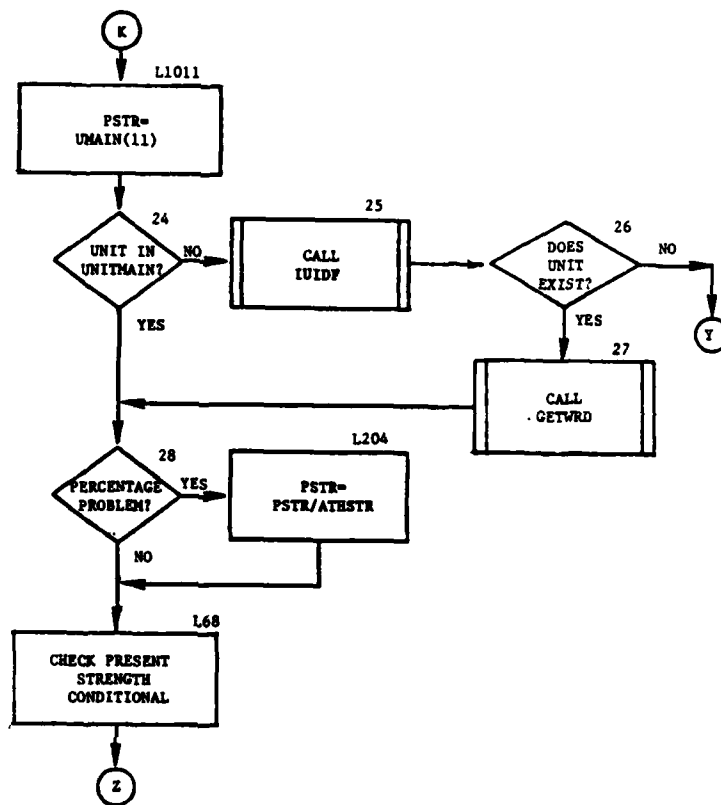 K
L1011
PSTR=
UMAIN(11)
24
UNIT IN
UNITMAIN?
NO
YES
25
CALL
IUIDF
26
DOES
UNIT
EXIST?
NO
YES
Y
27
CALL
GETWRD
28
PERCENTAGE
PROBLEM?
YES
NO
L204
PSTR=
PSTR/ATHSTR
L68
CHECK PRESENT
STRENGTH
CONDITIONAL
Z